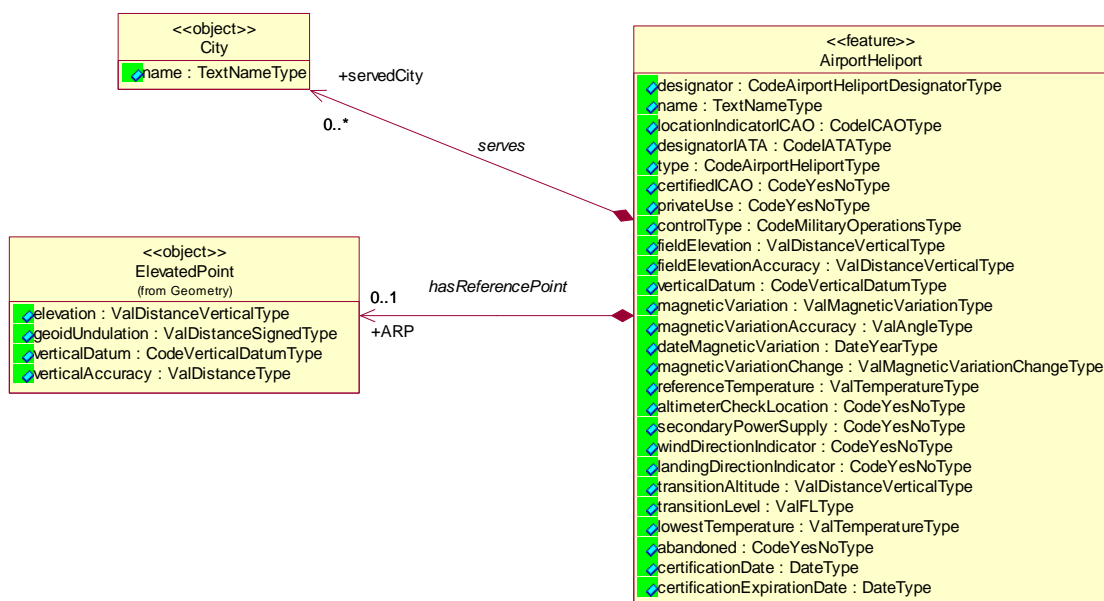 <<object>>
City
name : TextNameType
+servedCity
0..*
serves
<<object>>
ElevatedPoint
(from Geometry)
elevation : ValDistanceVerticalType
geoidUndulation : ValDistanceSignedType
verticalDatum : CodeVerticalDatumType
verticalAccuracy : ValDistanceType
0..1
hasReferencePoint
+ARP
<<feature>>
AirportHeliport
designator : CodeAirportHeliportDesignatorType
name : TextNameType
locationIndicatorICAO : CodeICAOType
designatorIATA : CodeIATAType
type : CodeAirportHeliportType
certifiedICAO : CodeYesNoType
privateUse : CodeYesNoType
controlType : CodeMilitaryOperationsType
fieldElevation : ValDistanceVerticalType
fieldElevationAccuracy : ValDistanceVerticalType
verticalDatum : CodeVerticalDatumType
magneticVariation : ValMagneticVariationType
magneticVariationAccuracy : ValAngleType
dateMagneticVariation : DateYearType
magneticVariationChange : ValMagneticVariationChangeType
referenceTemperature : ValTemperatureType
altimeterCheckLocation : CodeYesNoType
secondaryPowerSupply : CodeYesNoType
windDirectionIndicator : CodeYesNoType
landingDirectionIndicator : CodeYesNoType
transitionAltitude : ValDistanceVerticalType
transitionLevel : ValFLType
lowestTemperature : ValTemperatureType
abandoned : CodeYesNoType
certificationDate : DateType
certificationExpirationDate : DateType